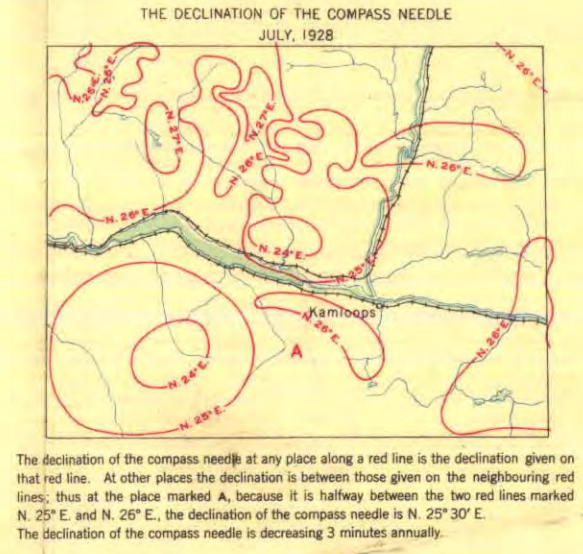 THE DECLINATION OF THE COMPASS NEEDLE
JULY, 1928
N. 26° E.
N. 26° E.
N. 26° E.
N. 27° E.
N. 27° E.
N. 26° E.
N. 26° E.
N. 26° E.
N. 24° E.
N. 25° E.
Kamloops
N. 26° E.
N. 26° E.
A
N. 24° E.
N. 25° E.
The declination of the compass needle at any place along a red line is the declination given on
that red line. At other places the declination is between those given on the neighbouring red
lines; thus at the place marked A, because it is halfway between the two red lines marked
N. 25° E. and N. 26° E., the declination of the compass needle is N. 25° 30′ E.
The declination of the compass needle is decreasing 3 minutes annually.